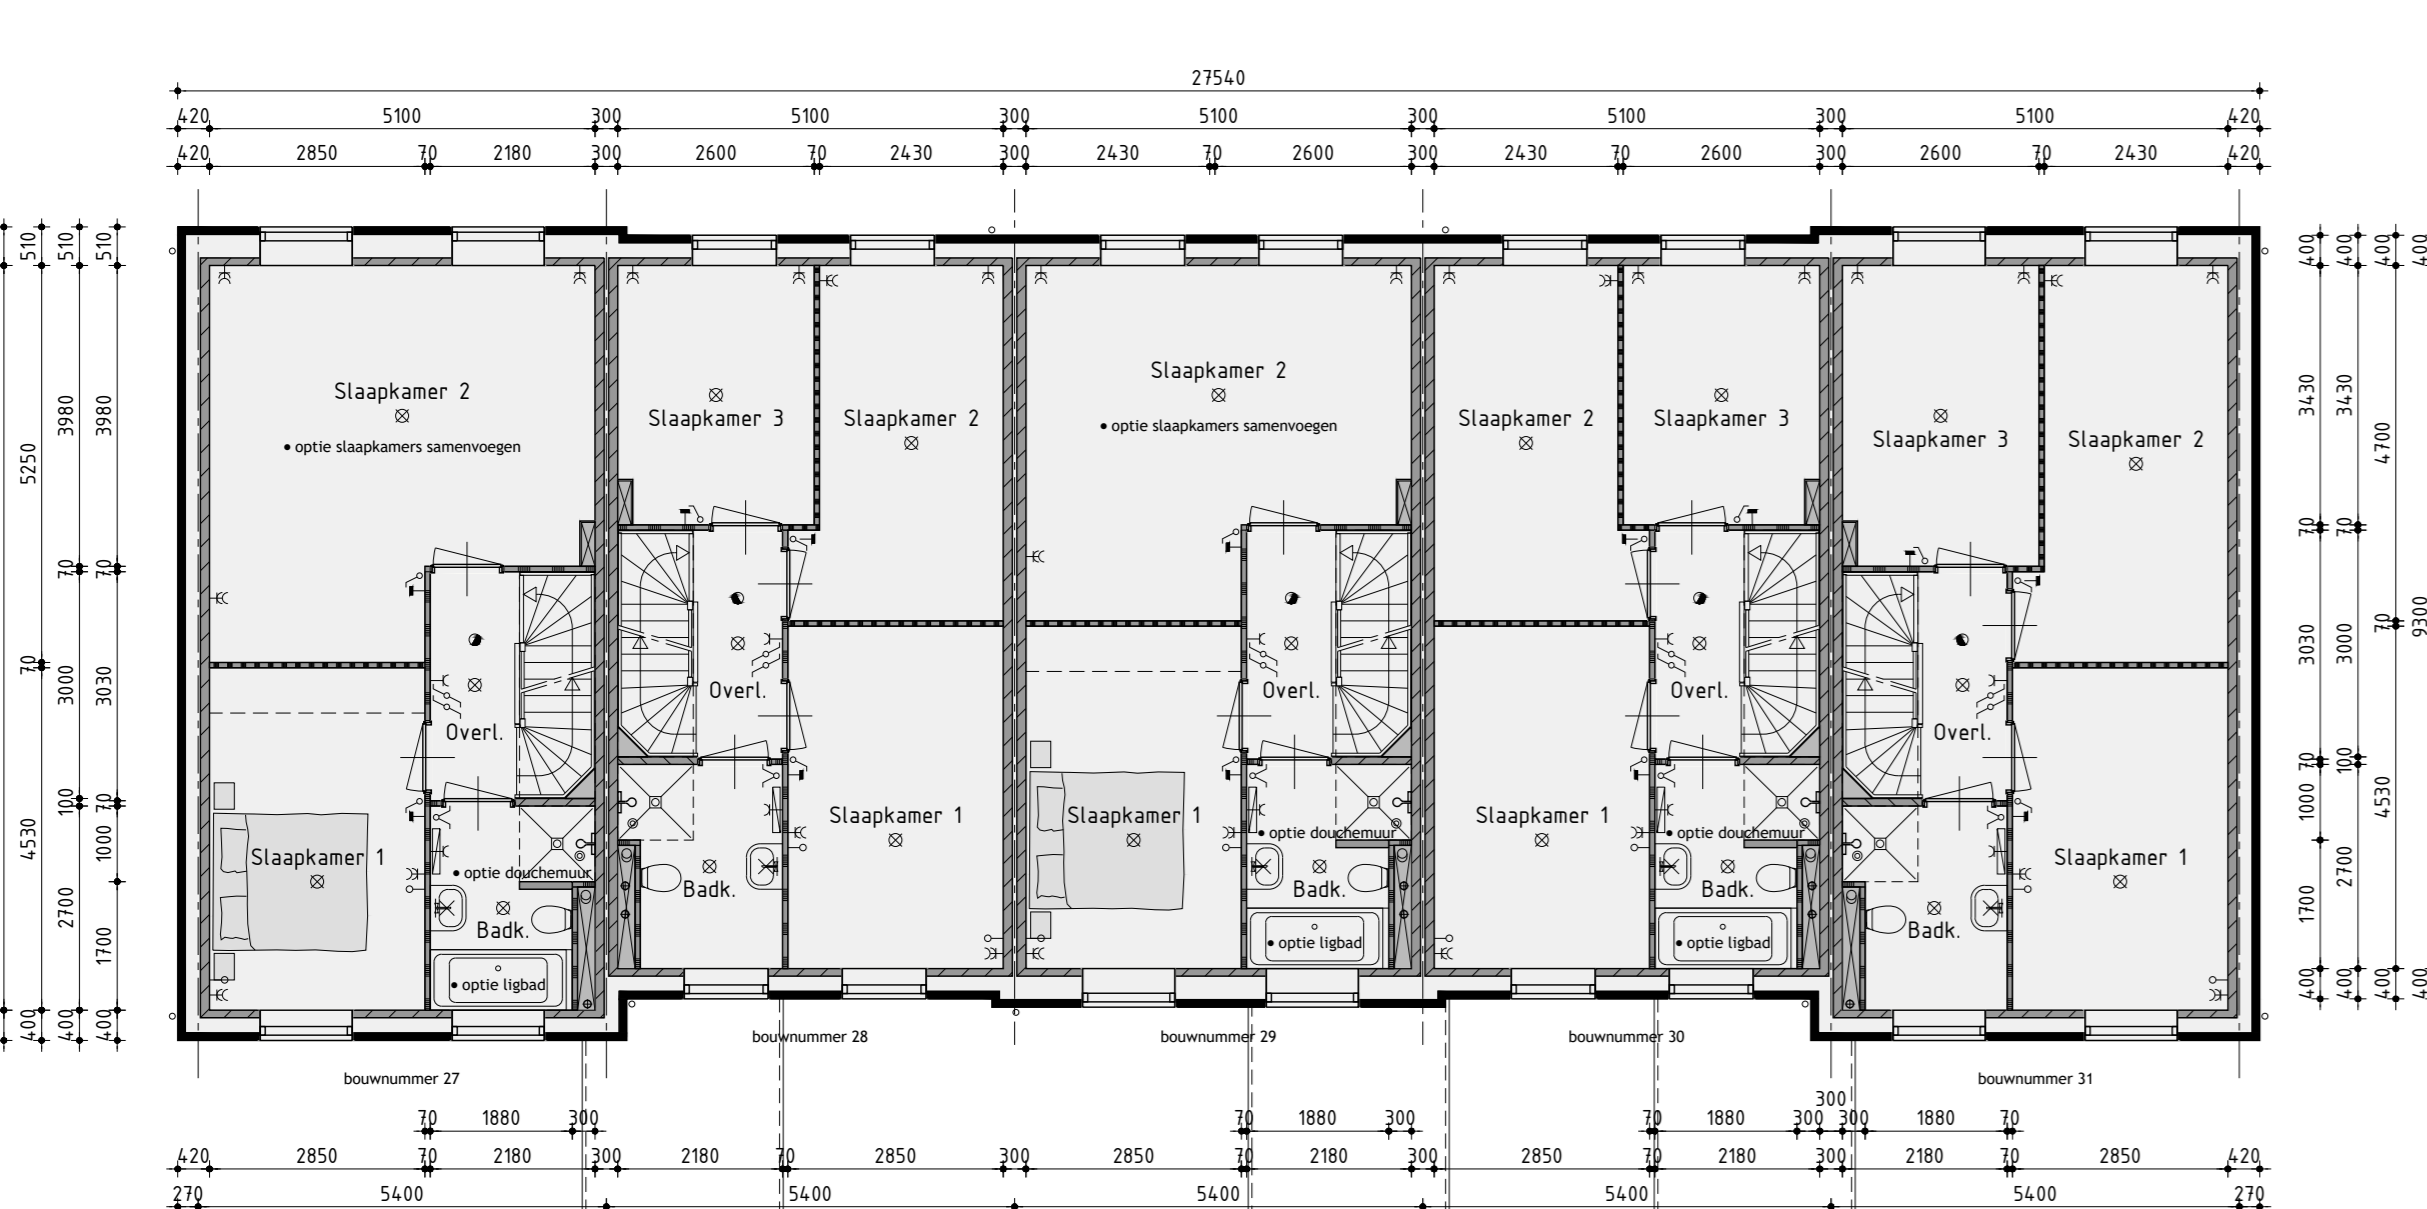 27540
420 5100 300 5100 300 5100 300 5100 300 5100 420
420 2850 70 2180 300 2600 70 2430 300 2430 70 2600 300 2430 70 2600 300 2600 70 2430 420
510 510 510
400 400 400 400
5250 3980 3980
3430 3430 4700
Slaapkamer 2
• optie slaapkamers samenvoegen
Slaapkamer 3
Slaapkamer 2
Slaapkamer 2
• optie slaapkamers samenvoegen
Slaapkamer 2
Slaapkamer 3
Slaapkamer 3
Slaapkamer 2
70 70
70 70
70 3000 3030
3030 3000 70 9300
Overl.
Overl.
Overl.
Overl.
Overl.
100 70
70 100
4530 2700 1000 1700
1000 1700 2700 4530
Slaapkamer 1
• optie douchemuur
Badk.
• optie ligbad
Badk.
Slaapkamer 1
Slaapkamer 1
• optie douchemuur
Badk.
• optie ligbad
Slaapkamer 1
• optie douchemuur
Badk.
• optie ligbad
Badk.
Slaapkamer 1
400 400 400
400 400 400 400
bouwnummer 28
bouwnummer 29
bouwnummer 30
bouwnummer 27
bouwnummer 31
300
70 1880 300 70 1880 300 70 1880 300 300 1880 70
420 2850 70 2180 300 2180 70 2850 300 2850 70 2180 300 2850 70 2180 300 2180 70 2850 420
270 5400 5400 5400 5400 5400 270